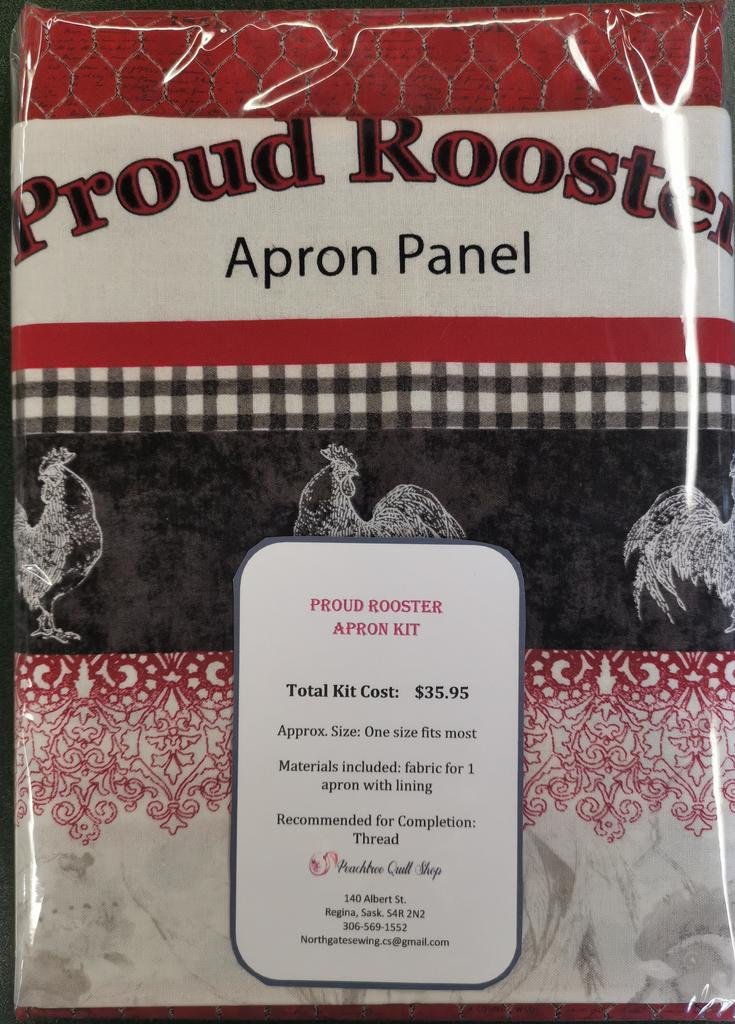 Proud Rooster
Apron Panel
PROUD ROOSTER
APRON KIT
Total Kit Cost: $35.95
Approx. Size: One size fits most
Materials included: fabric for 1
apron with lining
Recommended for Completion:
Thread
Peachtree Quilt Shop
140 Albert St.
Regina, Sask. S4R 2N2
306-569-1552
Northgatesewing.cs@gmail.com